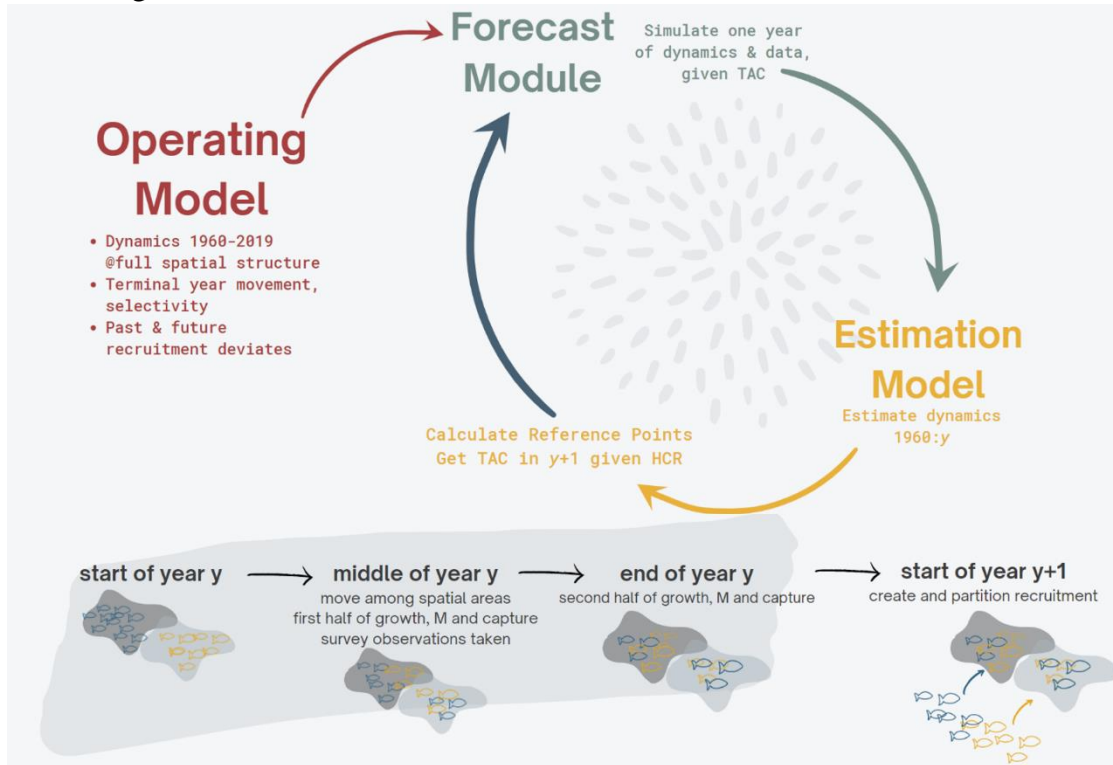 Forecast
Module
Simulate one year
of dynamics & data,
given TAC
Operating
Model
• Dynamics 1960-2019
@full spatial structure
• Terminal year movement,
selectivity
• Past & future
recruitment deviates
Estimation
Model
Estimate dynamics
1960:y
Calculate Reference Points
Get TAC in y+1 given HCR
start of year y
middle of year y
move among spatial areas
first half of growth, M and capture
survey observations taken
end of year y
second half of growth, M and capture
start of year y+1
create and partition recruitment